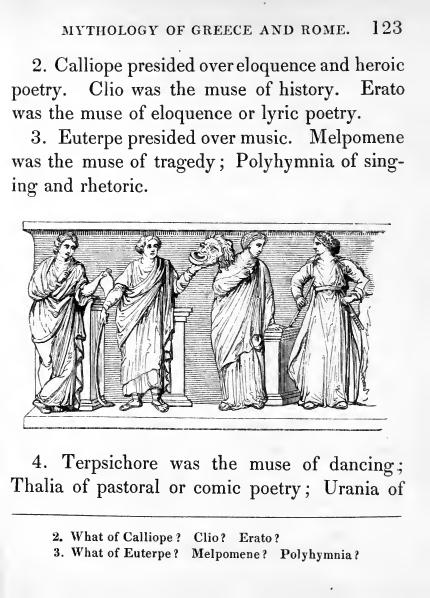 MYTHOLOGY OF GREECE AND ROME. 123
2. Calliope presided over eloquence and heroic
poetry. Clio was the muse of history. Erato
was the muse of eloquence or lyric poetry.
3. Euterpe presided over music. Melpomene
was the muse of tragedy; Polyhymnia of sing-
ing and rhetoric.
4. Terpsichore was the muse of dancing;
Thalia of pastoral or comic poetry; Urania of
2. What of Calliope? Clio? Erato?
3. What of Euterpe? Melpomene? Polyhymnia?